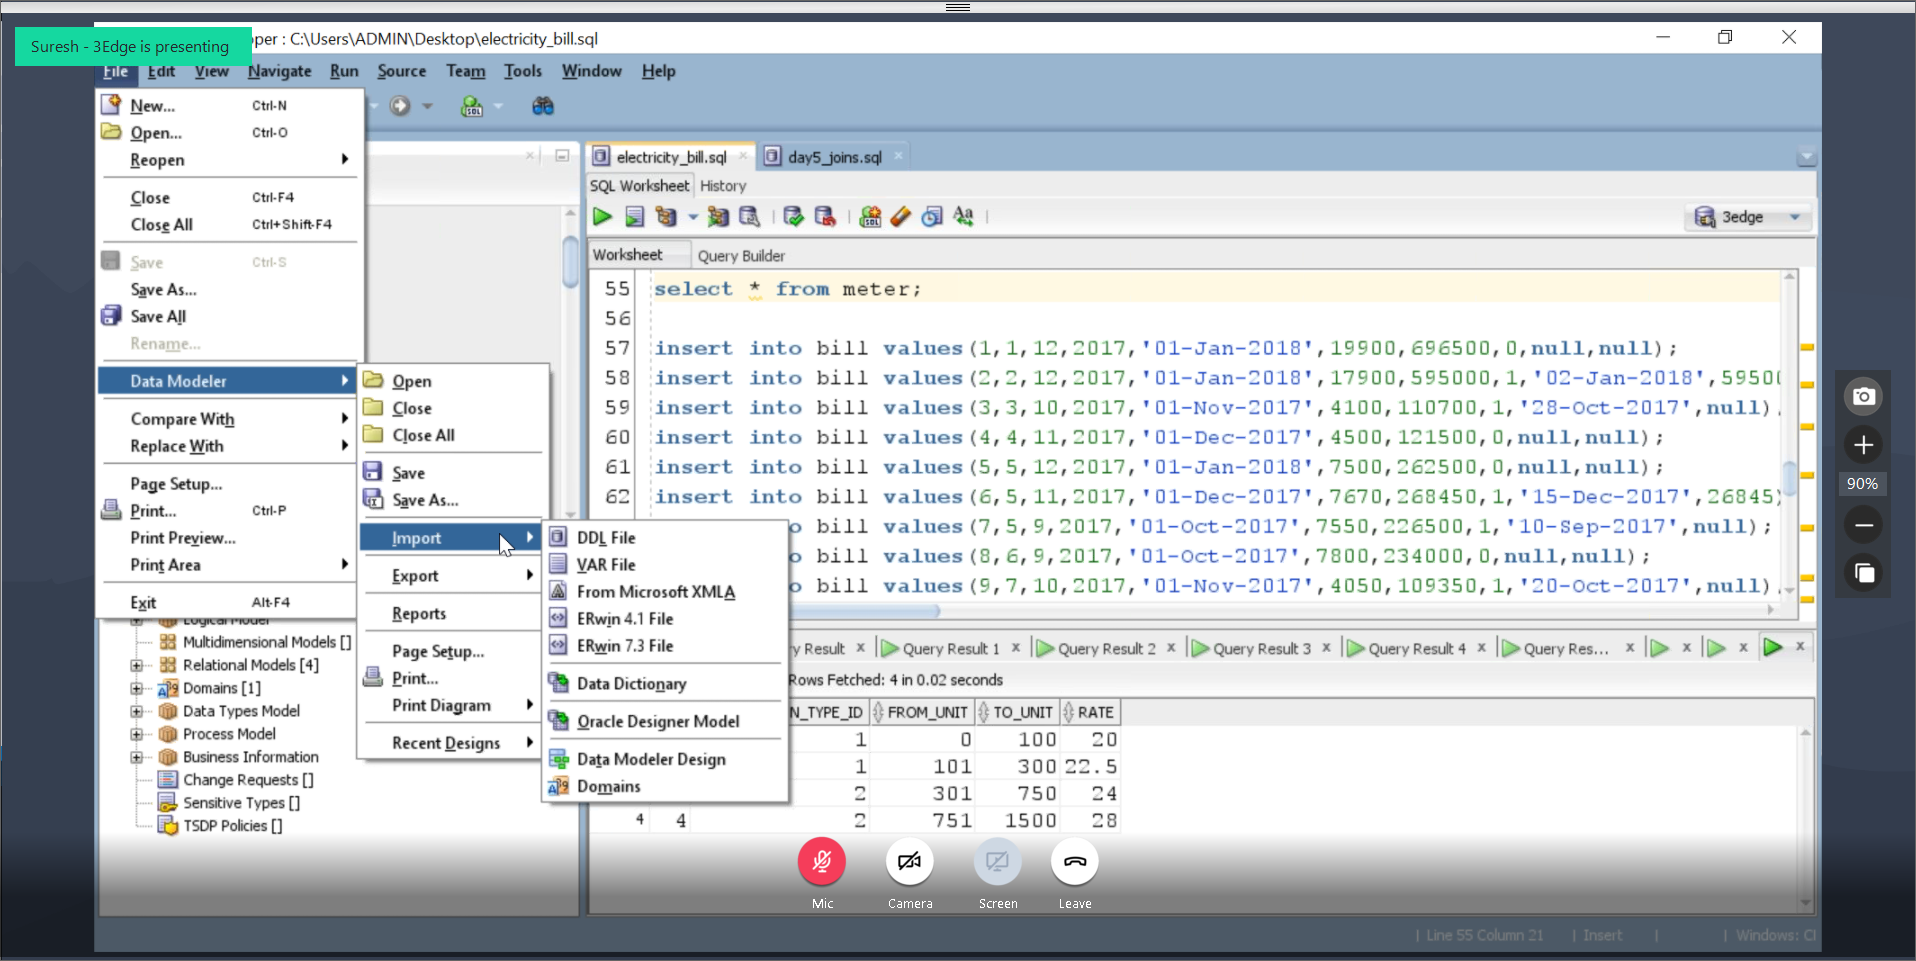 Suresh - 3Edge is presenting
oper : C:\Users\ADMIN\Desktop\electricity_bill.sql
File Edit View Navigate Run Source Team Tools Window Help
New... Ctrl-N
Open... Ctrl-O
Reopen
Close Ctrl-F4
Close All Ctrl+Shift-F4
Save Ctrl-S
Save As...
Save All
Rename...
Data Modeler
Compare With
Replace With
Page Setup...
Print... Ctrl-P
Print Preview...
Print Area
Exit Alt-F4
Open
Close
Close All
Save
Save As...
Import
Export
Reports
Page Setup...
Print...
Print Diagram
Recent Designs
DDL File
VAR File
From Microsoft XMLA
ERwin 4.1 File
ERwin 7.3 File
Data Dictionary
Oracle Designer Model
Data Modeler Design
Domains
Logical Model
Multidimensional Models []
Relational Models [4]
Domains [1]
Data Types Model
Process Model
Business Information
Change Requests []
Sensitive Types []
TSDP Policies []
electricity_bill.sql day5_joins.sql
SQL Worksheet History
3edge
Worksheet Query Builder
55 select * from meter;
56
57 insert into bill values(1,1,12,2017,'01-Jan-2018',19900,696500,0,null,null);
58 insert into bill values(2,2,12,2017,'01-Jan-2018',17900,595000,1,'02-Jan-2018',59500
59 insert into bill values(3,3,10,2017,'01-Nov-2017',4100,110700,1,'28-Oct-2017',null)
60 insert into bill values(4,4,11,2017,'01-Dec-2017',4500,121500,0,null,null);
61 insert into bill values(5,5,12,2017,'01-Jan-2018',7500,262500,0,null,null);
62 insert into bill values(6,5,11,2017,'01-Dec-2017',7670,268450,1,'15-Dec-2017',26845)
o bill values(7,5,9,2017,'01-Oct-2017',7550,226500,1,'10-Sep-2017',null);
o bill values(8,6,9,2017,'01-Oct-2017',7800,234000,0,null,null);
o bill values(9,7,10,2017,'01-Nov-2017',4050,109350,1,'20-Oct-2017',null)
ry Result Query Result 1 Query Result 2 Query Result 3 Query Result 4 Query Res...
Rows Fetched: 4 in 0.02 seconds
N_TYPE_ID FROM_UNIT TO_UNIT RATE
1 0 100 20
1 101 300 22.5
2 301 750 24
4 4 2 751 1500 28
90%
Mic Camera Screen Leave
Line 55 Column 21 Insert Windows: Cl